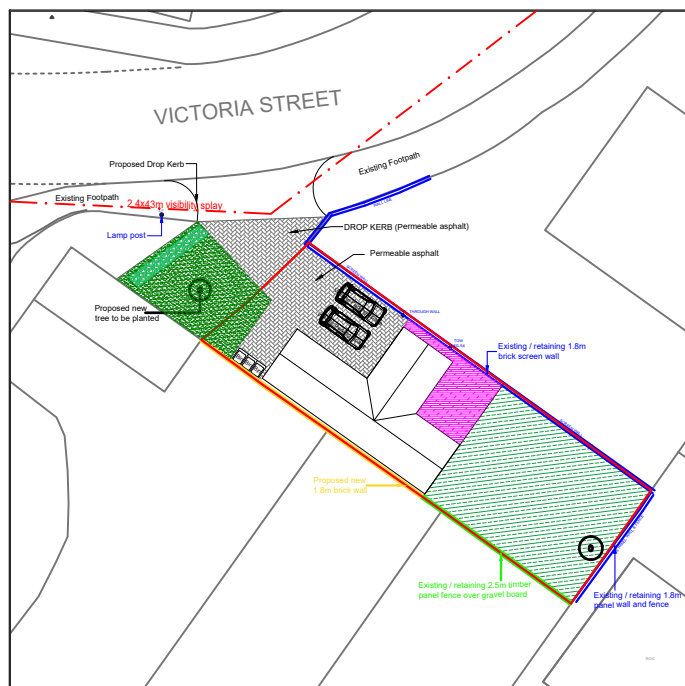 VICTORIA STREET
Existing Footpath
Proposed Drop Kerb
Existing Footpath
2.4x43m visibility splay
DROP KERB (Permeable asphalt)
Lamp post
Permeable asphalt
Proposed new
tree to be planted
THROUGH WALL
TOW
Existing / retaining 1.8m
brick screen wall
Proposed new
1.8m brick wall
Existing / retaining 2.5m timber
panel fence over gravel board
Existing / retaining 1.8m
panel wall and fence